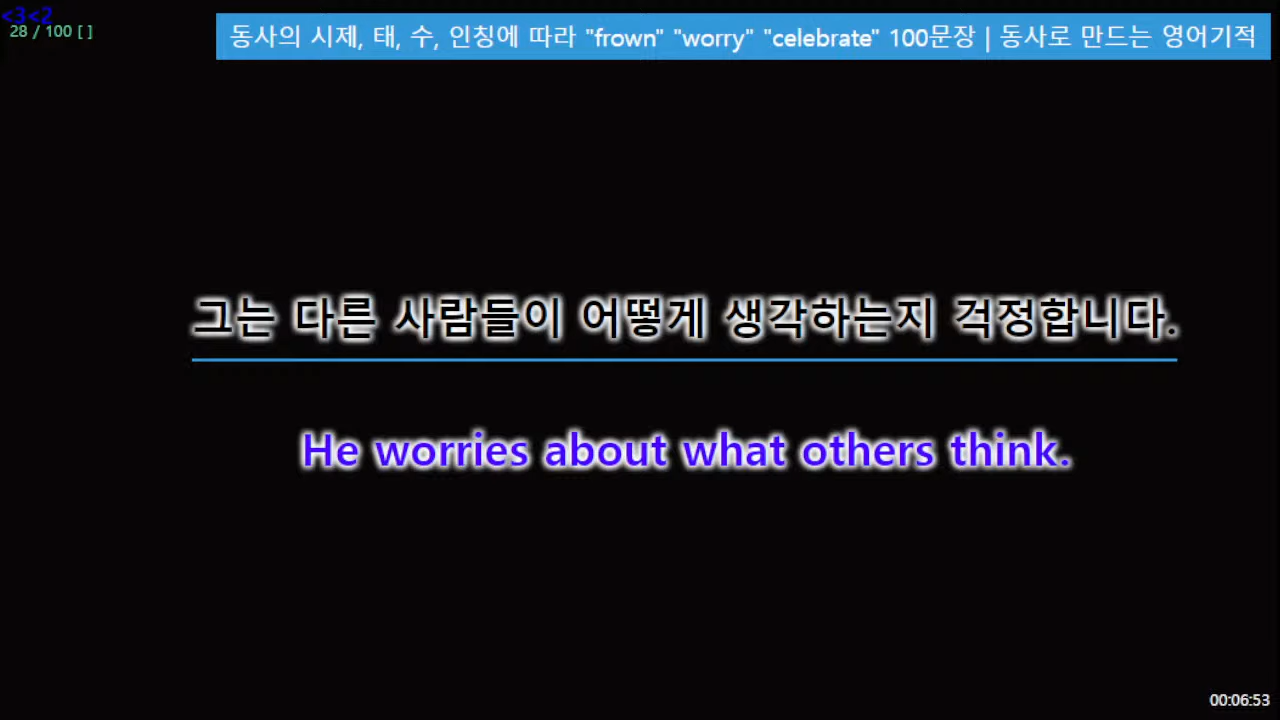 <3<2
28 / 100 [ ]
동사의 시제, 태, 수, 인칭에 따라 "frown" "worry" "celebrate" 100문장 | 동사로 만드는 영어기적
그는 다른 사람들이 어떻게 생각하는지 걱정합니다.
He worries about what others think.
00:06:53